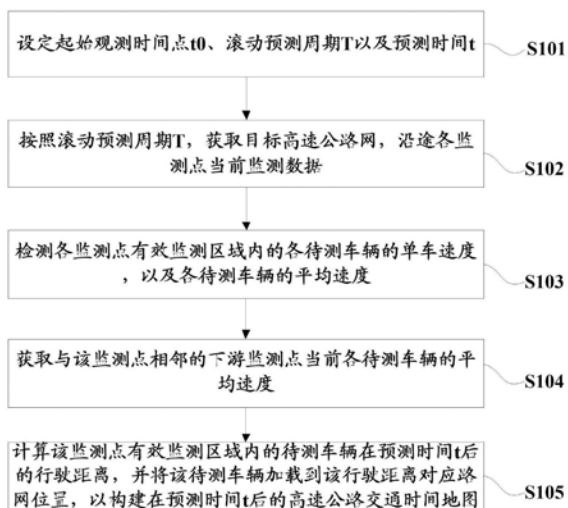 设定起始观测时间点t0、滚动预测周期T以及预测时间t
S101
按照滚动预测周期T，获取目标高速公路网，沿途各监
测点当前监测数据
S102
检测各监测点有效监测区域内的各待测车辆的单车速度
，以及各待测车辆的平均速度
S103
获取与该监测点相邻的下游监测点当前各待测车辆的平
均速度
S104
计算该监测点有效监测区域内的待测车辆在预测时间t后
的行驶距离，并将该待测车辆加载到该行驶距离对应路
网位置，以构建在预测时间t后的高速公路交通时间地图
S105